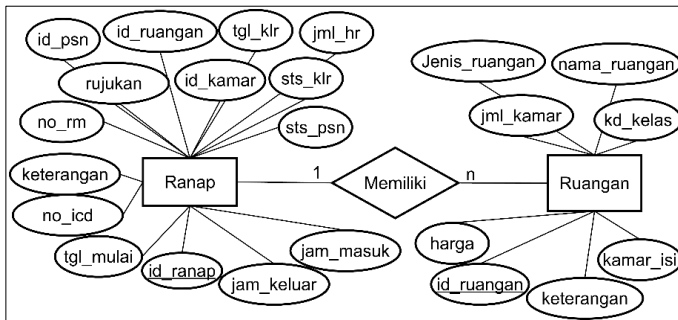 id_psn
id_ruangan
tgl_klr
jml_hr
rujukan
id_kamar
sts_klr
no_rm
sts_psn
keterangan
Ranap
no_icd
tgl_mulai
id_ranap
jam_keluar
jam_masuk
1
Memiliki
n
Jenis_ruangan
nama_ruangan
jml_kamar
kd_kelas
Ruangan
harga
kamar_isi
id_ruangan
keterangan